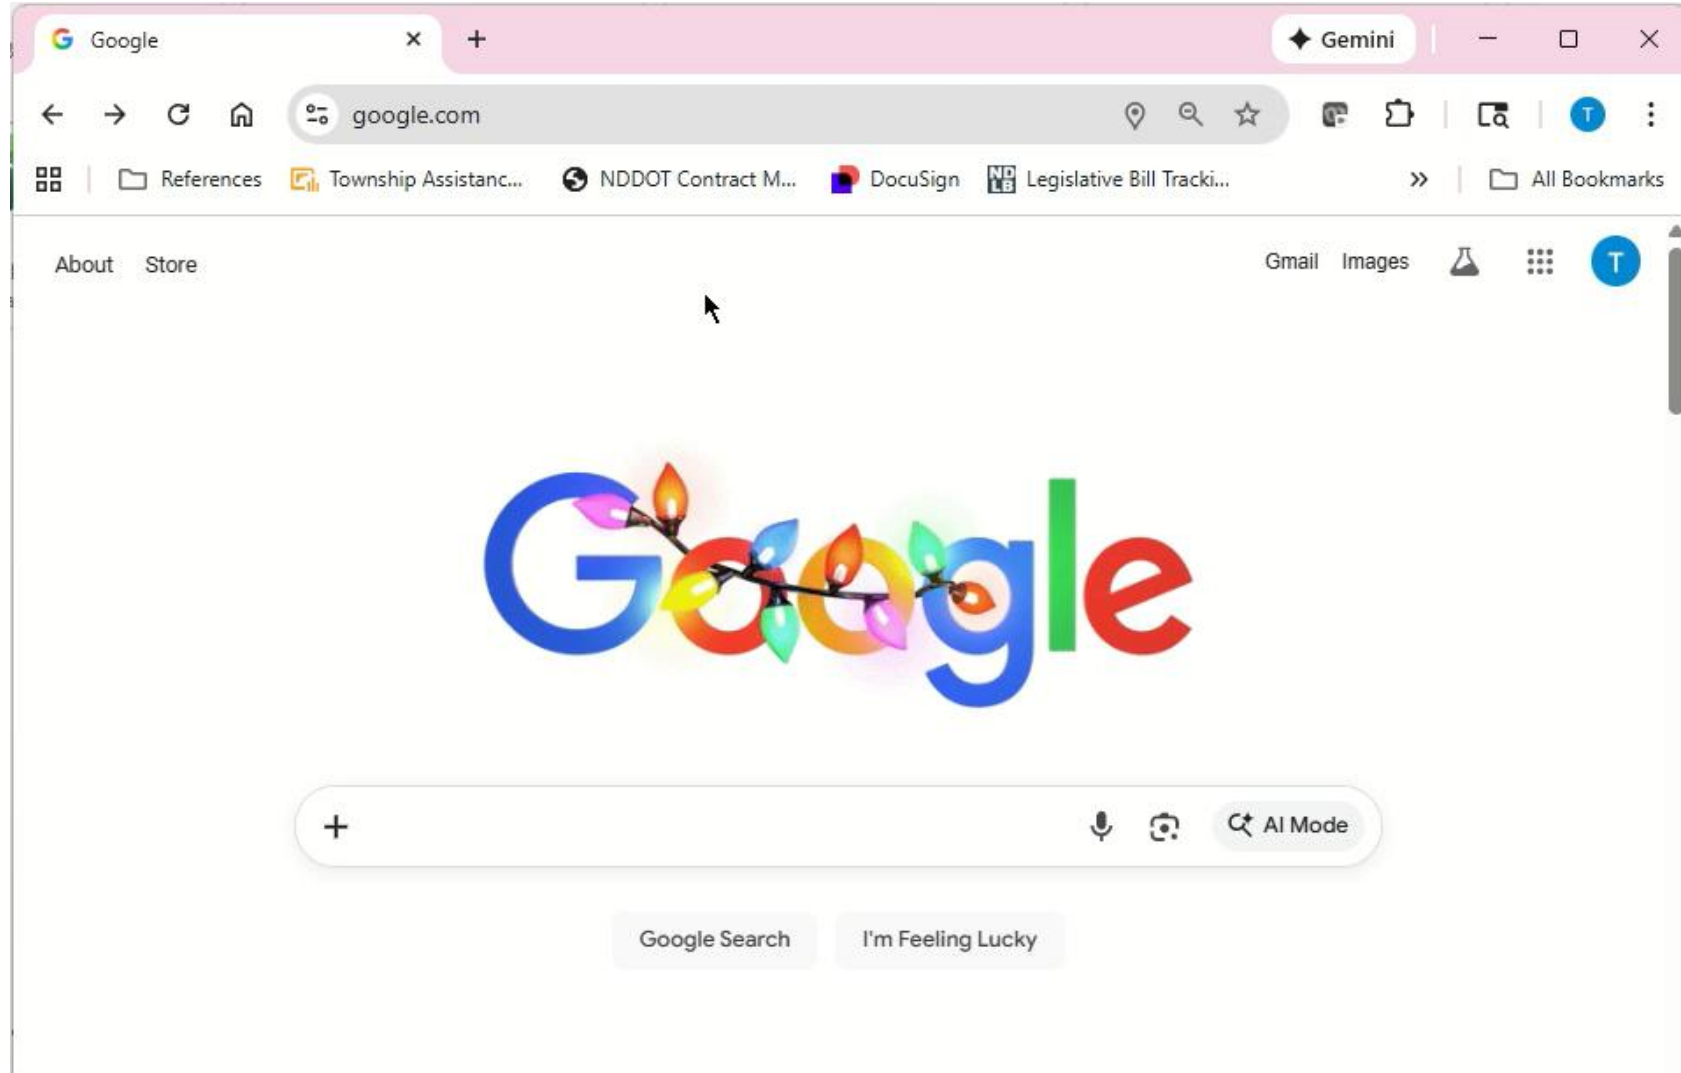 Google
Gemini
google.com
References Township Assistanc... NDDOT Contract M... DocuSign NDLB Legislative Bill Tracki... All Bookmarks
About Store Gmail Images T
Google
AI Mode
Google Search I'm Feeling Lucky